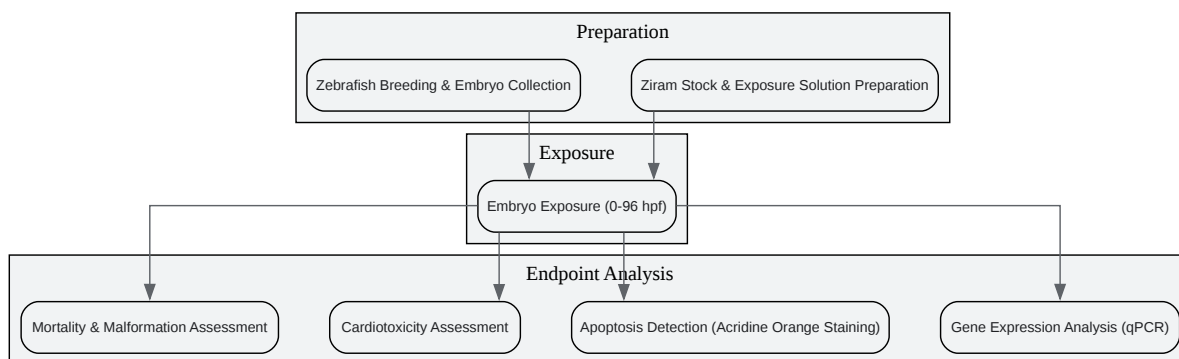 Preparation
Zebrafish Breeding & Embryo Collection
Ziram Stock & Exposure Solution Preparation
Exposure
Embryo Exposure (0-96 hpf)
Endpoint Analysis
Mortality & Malformation Assessment
Cardiotoxicity Assessment
Apoptosis Detection (Acridine Orange Staining)
Gene Expression Analysis (qPCR)